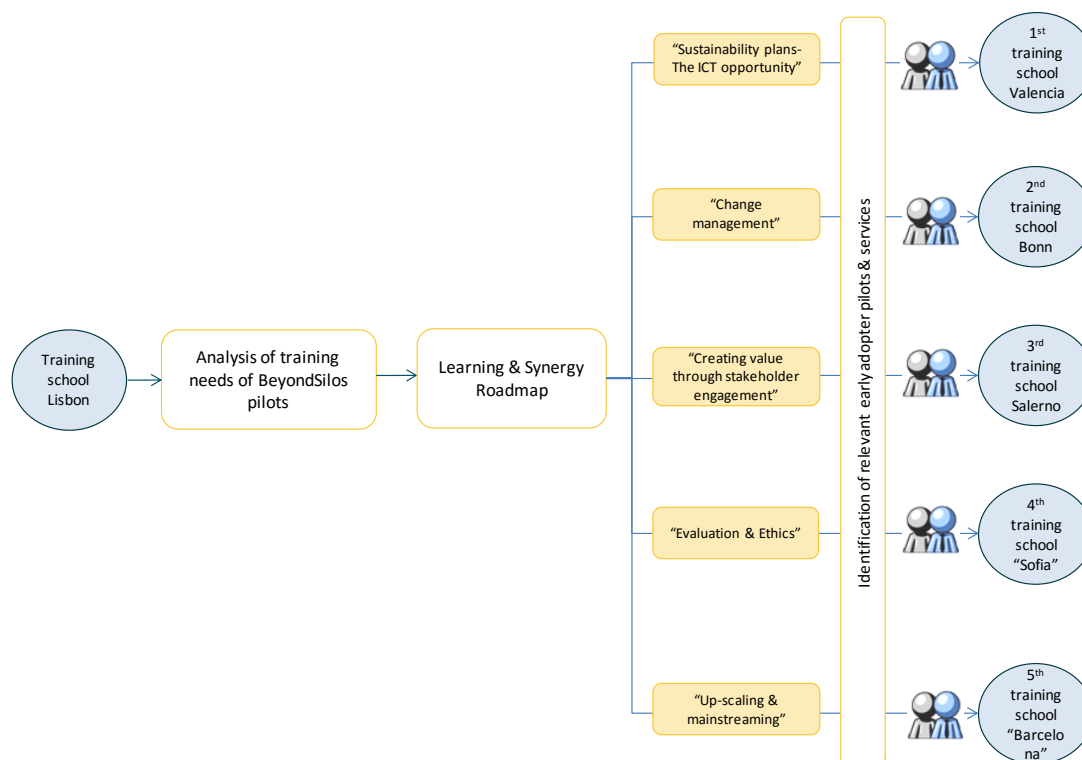 Training
school
Lisbon
Analysis of training
needs of BeyondSilos
pilots
Learning & Synergy
Roadmap
“Sustainability plans-
The ICT opportunity”
“Change
management”
“Creating value
through stakeholder
engagement”
“Evaluation & Ethics”
“Up-scaling &
mainstreaming”
Identification of relevant early adopter pilots & services
1st
training
school
Valencia
2nd
training
school
Bonn
3rd
training
school
Salerno
4th
training
school
“Sofia”
5th
training
school
“Barcelo
na”